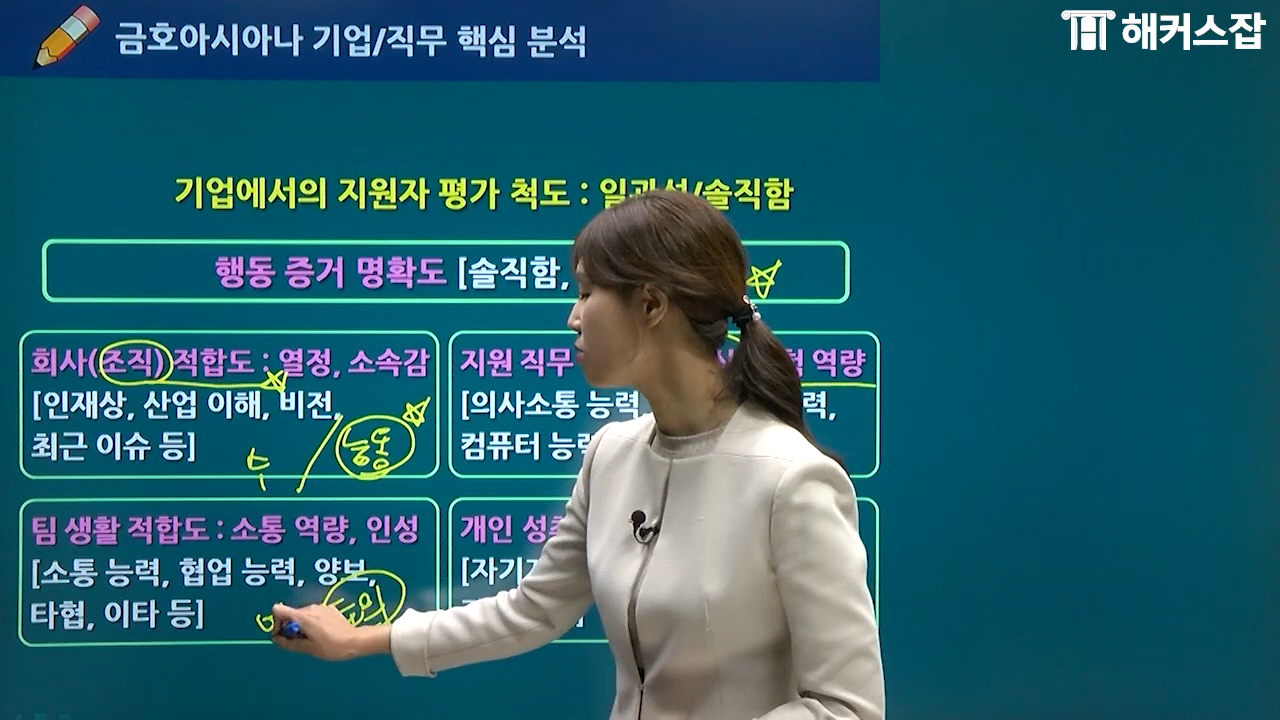 금호아시아나 기업/직무 핵심 분석
해커스잡
기업에서의 지원자 평가 척도 : 일관성/솔직함
행동 증거 명확도 [솔직함,
회사(조직) 적합도 : 열정, 소속감
[인재상, 산업 이해, 비전,
최근 이슈 등]
능동
지원 직무
역량
[의사소통 능력,
력,
컴퓨터 능력
팀 생활 적합도 : 소통 역량, 인성
[소통 능력, 협업 능력, 양보,
타협, 이타 등]
개인 성
[자기